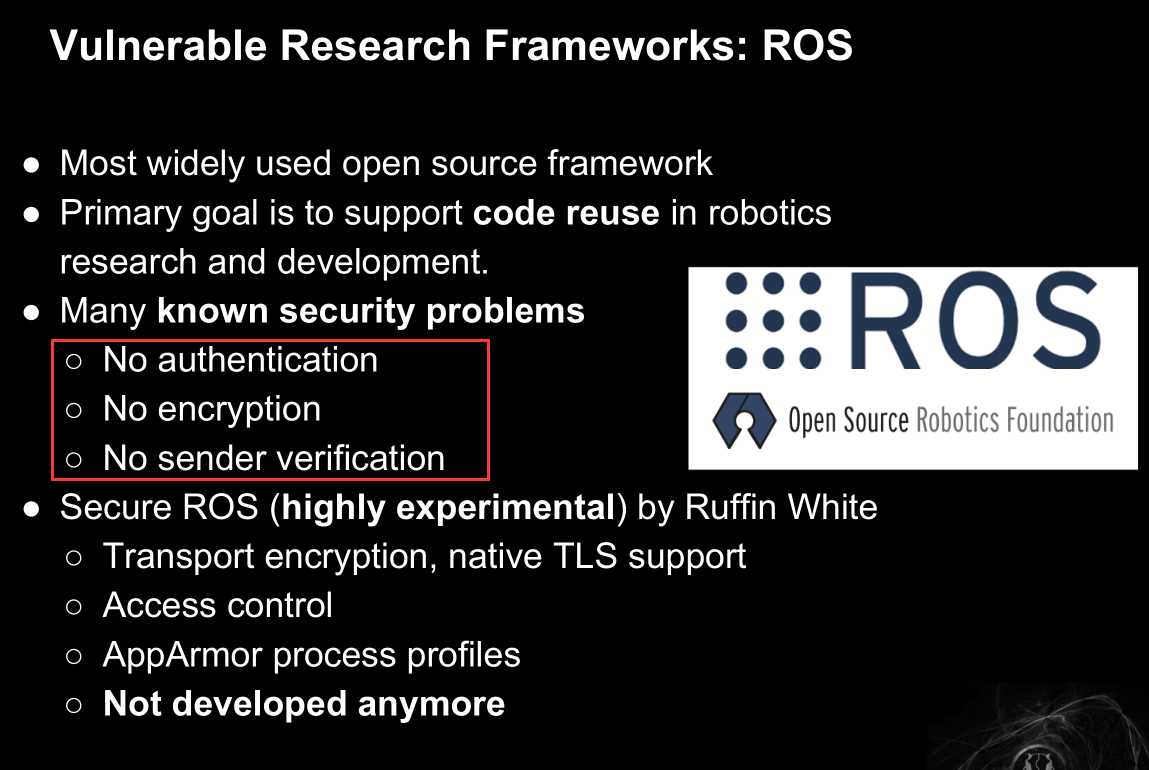 Vulnerable Research Frameworks: ROS
● Most widely used open source framework
● Primary goal is to support code reuse in robotics
research and development.
● Many known security problems
○ No authentication
○ No encryption
○ No sender verification
● Secure ROS (highly experimental) by Ruffin White
○ Transport encryption, native TLS support
○ Access control
○ AppArmor process profiles
○ Not developed anymore
ROS
Open Source Robotics Foundation